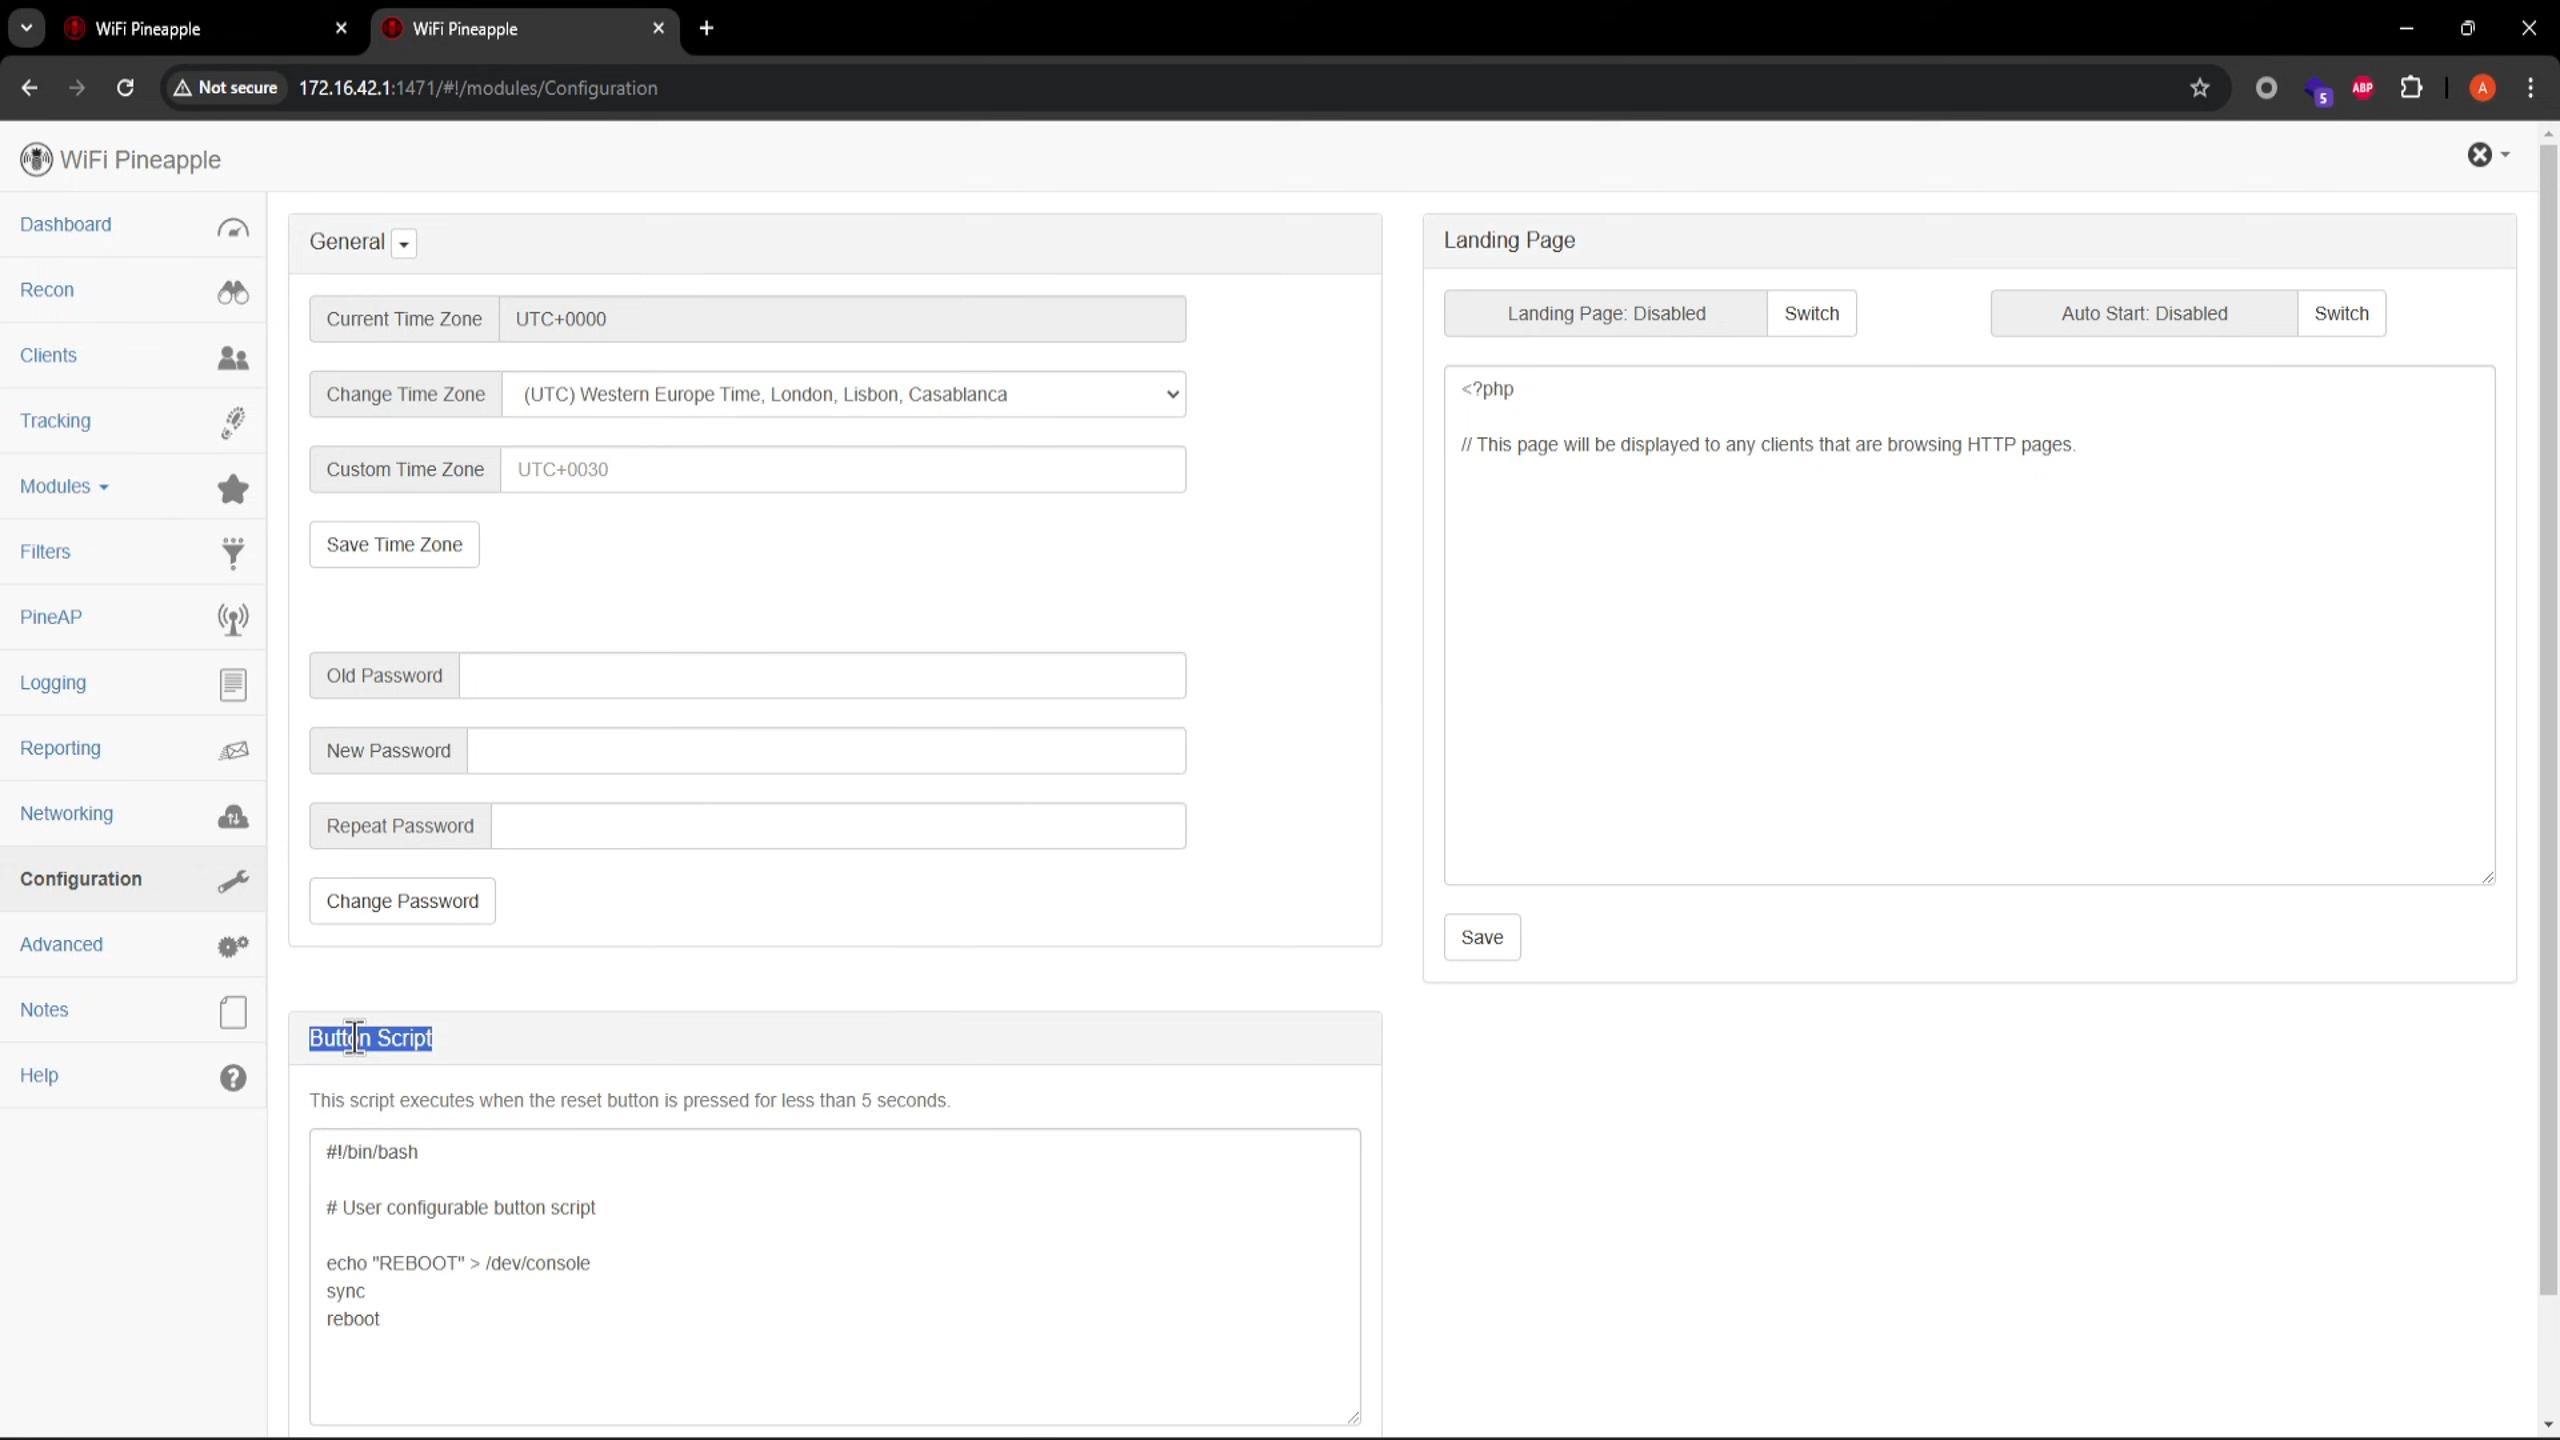 WiFi Pineapple
WiFi Pineapple
Not secure
172.16.42.1:1471/#!/modules/Configuration
5
ABP
A
WiFi Pineapple
Dashboard
Recon
Clients
Tracking
Modules
Filters
PineAP
Logging
Reporting
Networking
Configuration
Advanced
Notes
Help
General
Current Time Zone UTC+0000
Change Time Zone (UTC) Western Europe Time, London, Lisbon, Casablanca
Custom Time Zone UTC+0030
Save Time Zone
Old Password
New Password
Repeat Password
Change Password
Button Script
This script executes when the reset button is pressed for less than 5 seconds.
#!/bin/bash
# User configurable button script
echo "REBOOT" > /dev/console
sync
reboot
Landing Page
Landing Page: Disabled Switch
Auto Start: Disabled Switch
<?php
// This page will be displayed to any clients that are browsing HTTP pages.
Save